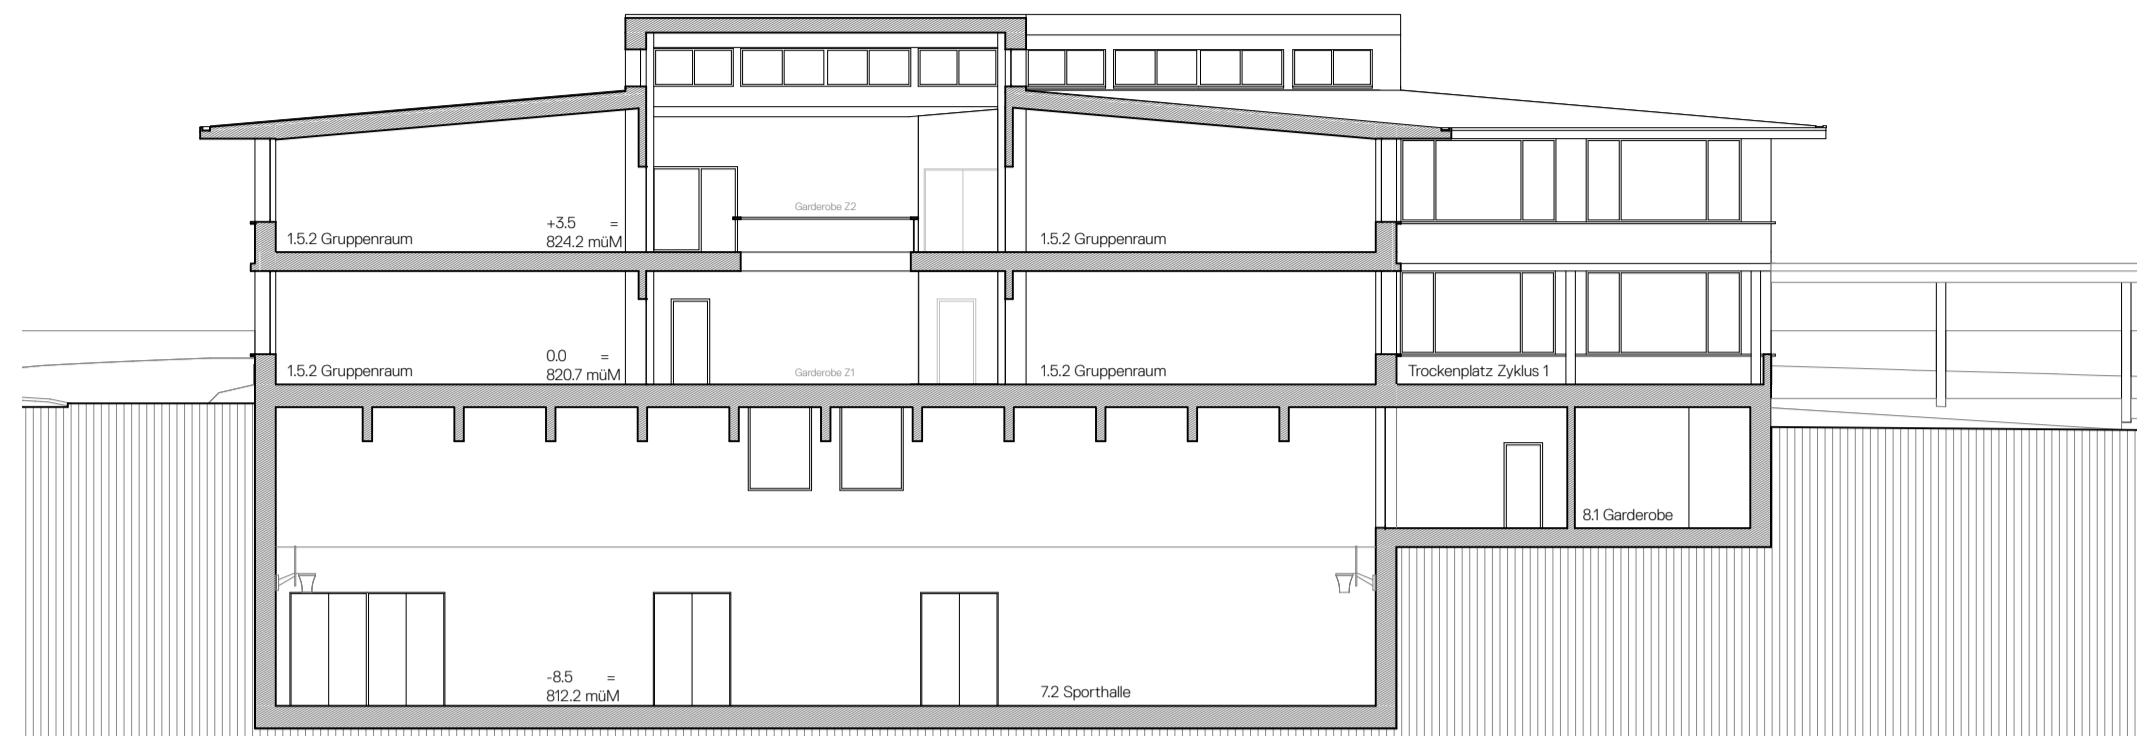 Garderobe Z2
+3.5 =
824.2 müM
1.5.2 Gruppenraum
1.5.2 Gruppenraum
0.0 =
820.7 müM
1.5.2 Gruppenraum
Garderobe Z1
1.5.2 Gruppenraum
Trockenplatz Zyklus 1
8.1 Garderobe
-8.5 =
812.2 müM
7.2 Sporthalle